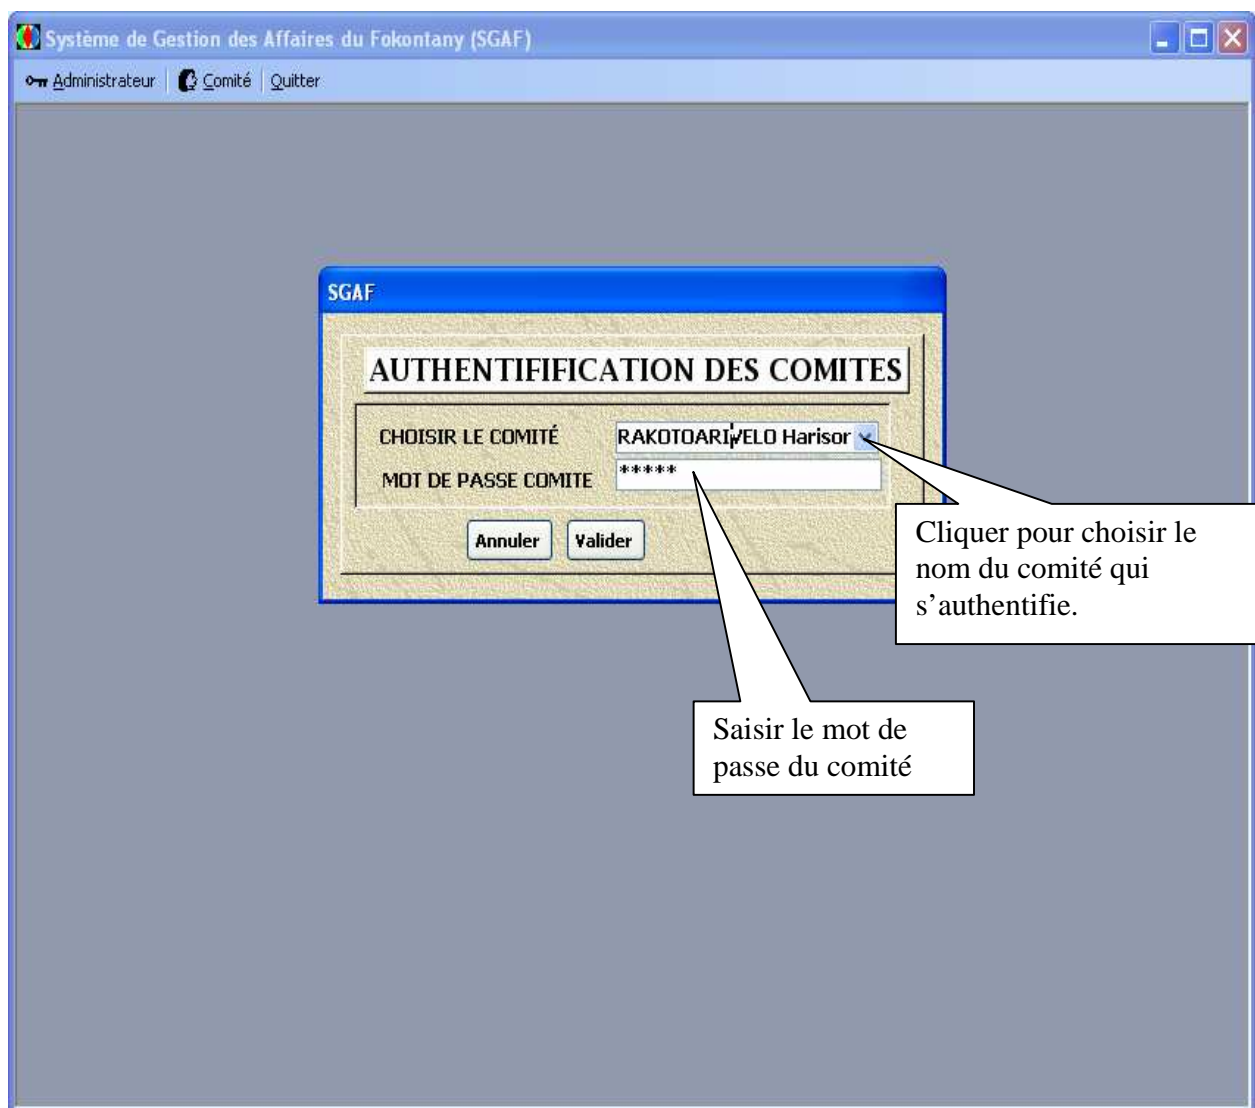 Système de Gestion des Affaires du Fokontany (SGAF)
Administrateur Comité Quitter
SGAF
AUTHENTIFIFICATION DES COMITES
CHOISIR LE COMITÉ RAKOTOARIVELO Harisor
MOT DE PASSE COMITE *****
Annuler Valider
Cliquer pour choisir le
nom du comité qui
s’authentifie.
Saisir le mot de
passe du comité